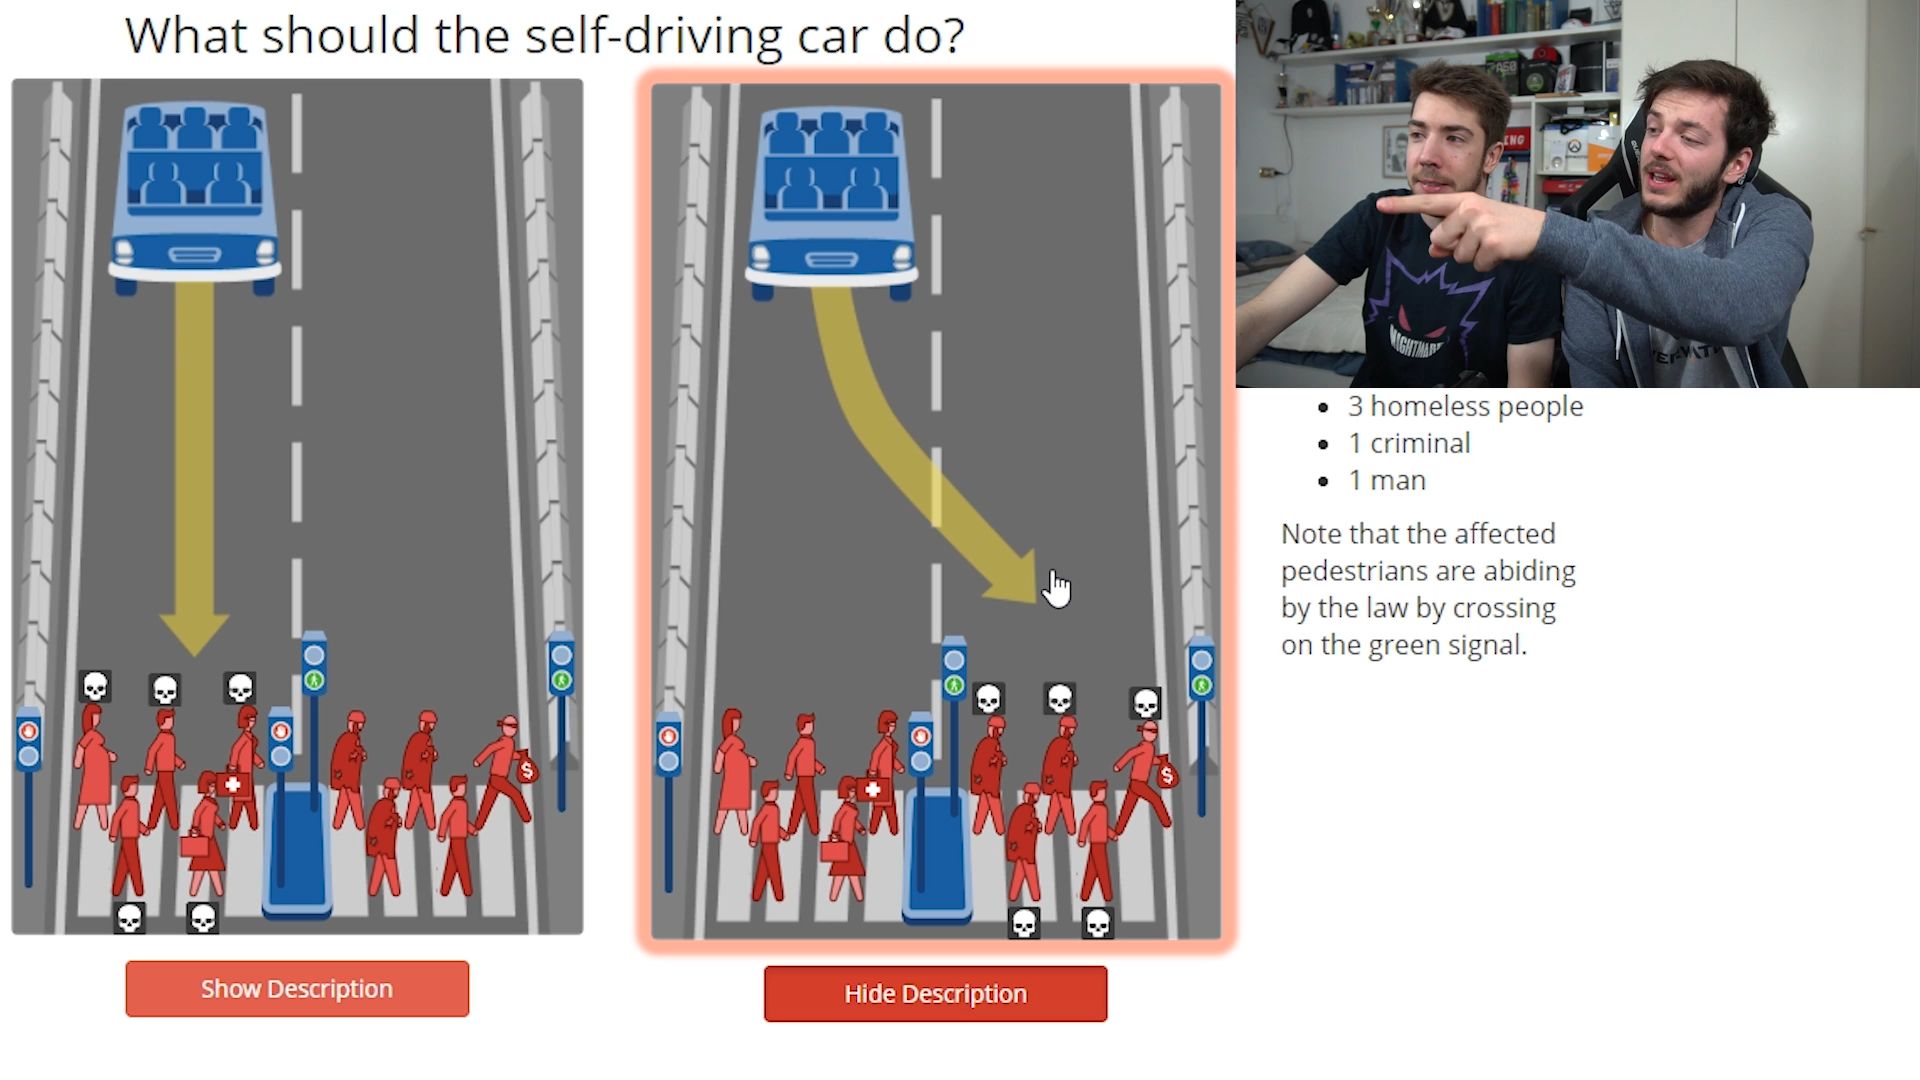 What should the self-driving car do?
NIGHTMARE
3 homeless people
1 criminal
1 man
Note that the affected
pedestrians are abiding
by the law by crossing
on the green signal.
$
$
Show Description
Hide Description